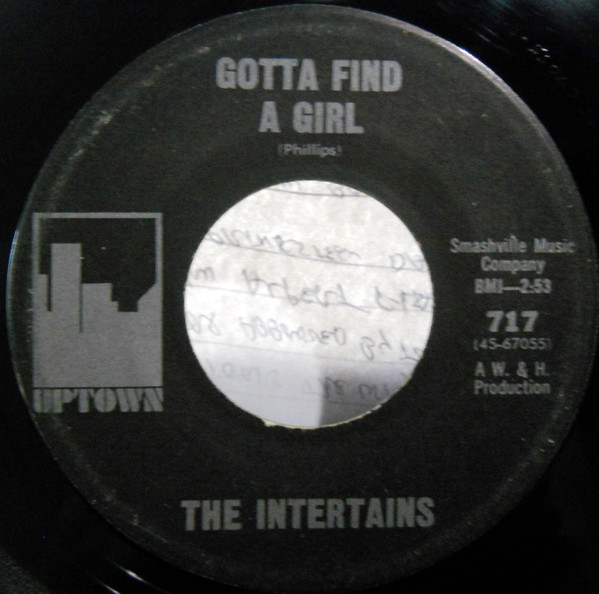 GOTTA FIND
A GIRL
(Phillips)
UPTOWN
Smashville Music
Company
BMI—2:53
717
(45-67055)
A W. & H.
Production
THE INTERTAINS